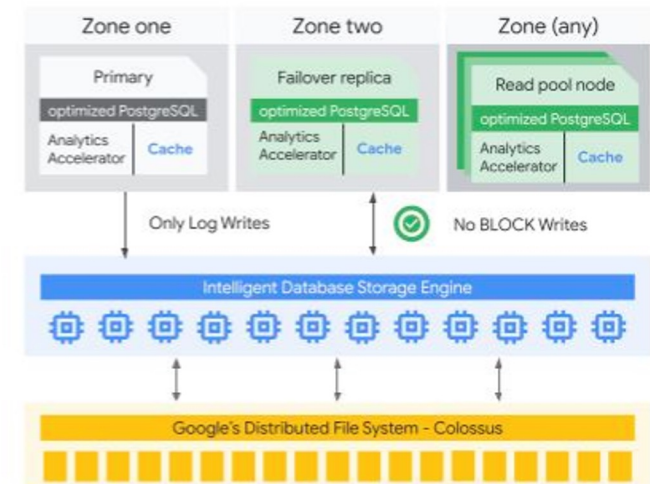 Zone one
Zone two
Zone (any)
Primary
optimized PostgreSQL
Analytics
Accelerator
Cache
Failover replica
optimized PostgreSQL
Analytics
Accelerator
Cache
Read pool node
optimized PostgreSQL
Analytics
Accelerator
Cache
Only Log Writes
No BLOCK Writes
Intelligent Database Storage Engine
Google's Distributed File System - Colossus